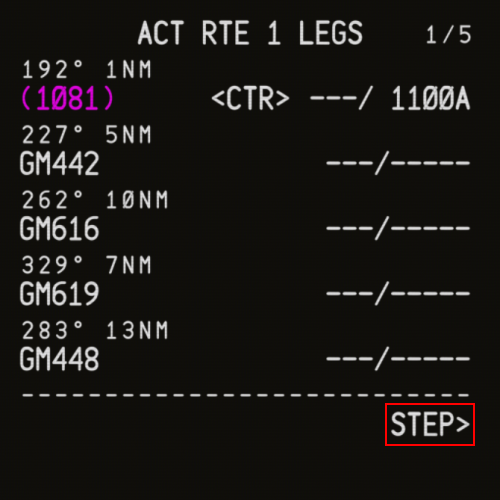 ACT RTE 1 LEGS 1/5
192° 1NM
(1081) <CTR> ---/ 1100A
227° 5NM
GM442 ---/-----
262° 10NM
GM616 ---/-----
329° 7NM
GM619 ---/-----
283° 13NM
GM448 ---/-----
----------------------------
STEP>